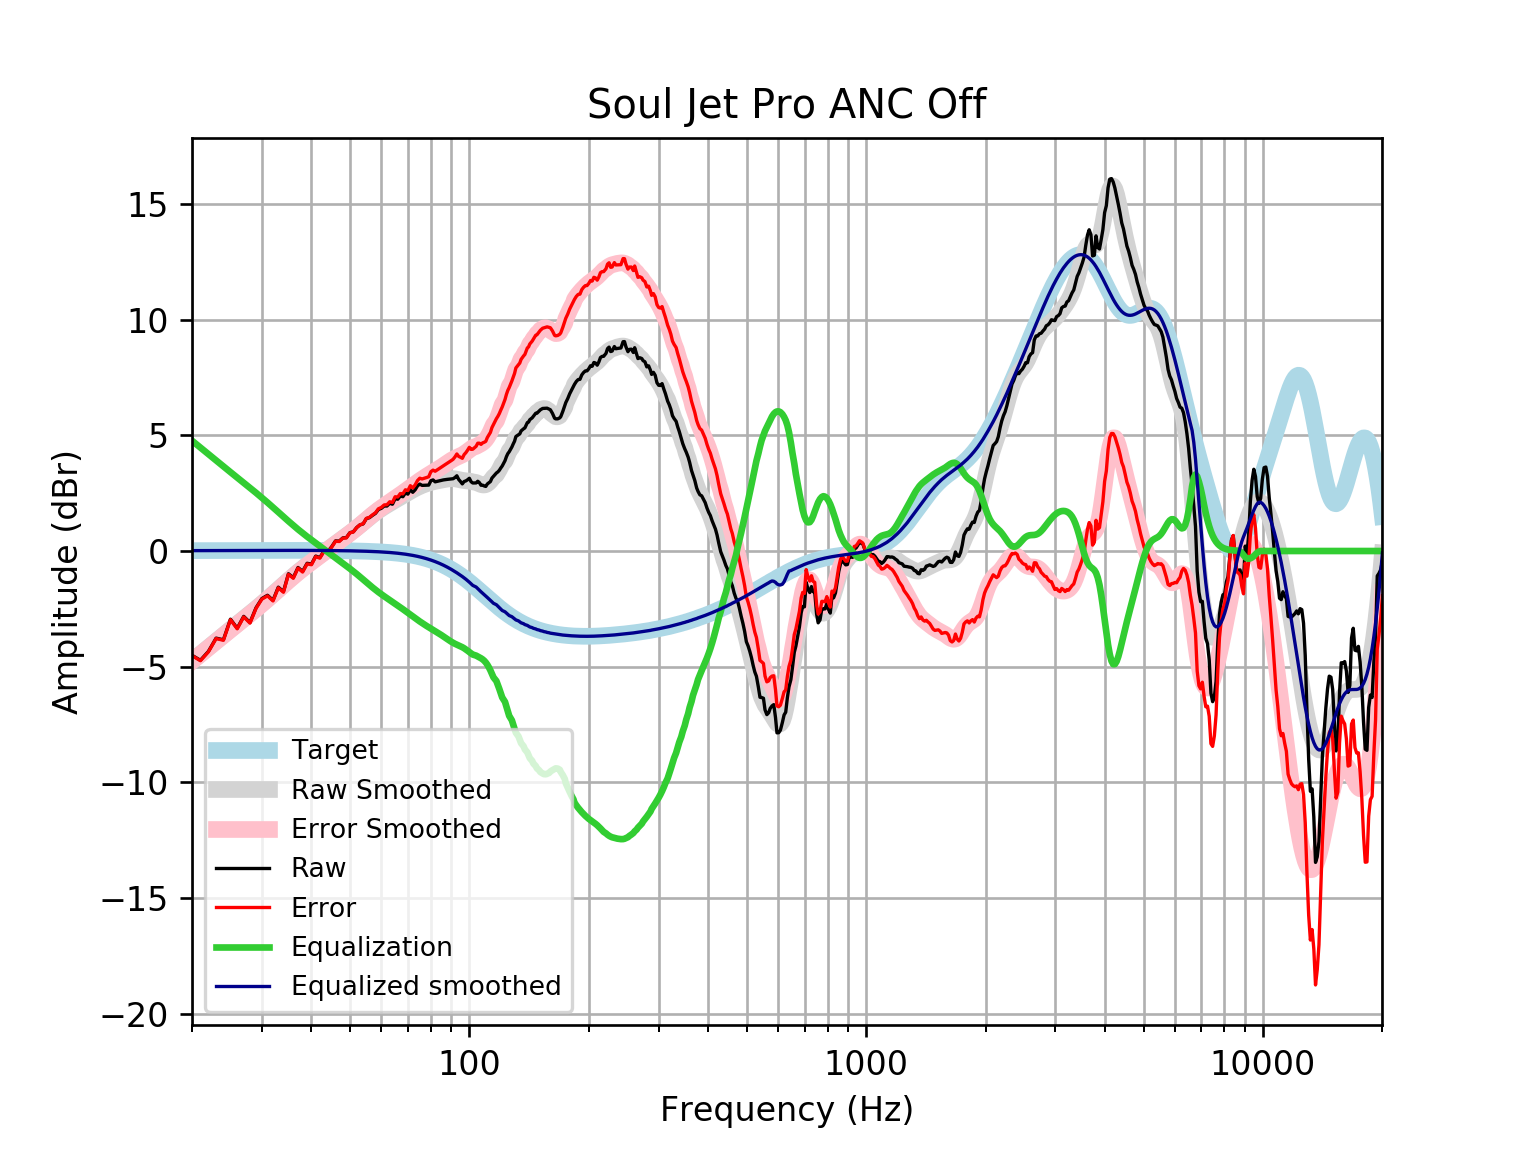 Soul Jet Pro ANC Off
Amplitude (dBr)
15
10
5
0
−5
−10
−15
−20
Target
Raw Smoothed
Error Smoothed
Raw
Error
Equalization
Equalized smoothed
100
1000
10000
Frequency (Hz)